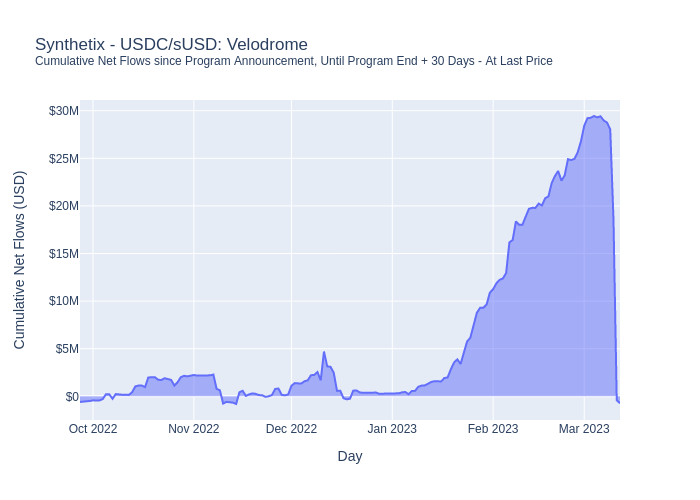 Synthetix - USDC/sUSD: Velodrome
Cumulative Net Flows since Program Announcement, Until Program End + 30 Days - At Last Price
Cumulative Net Flows (USD)
$30M
$25M
$20M
$15M
$10M
$5M
$0
Oct 2022
Nov 2022
Dec 2022
Jan 2023
Feb 2023
Mar 2023
Day